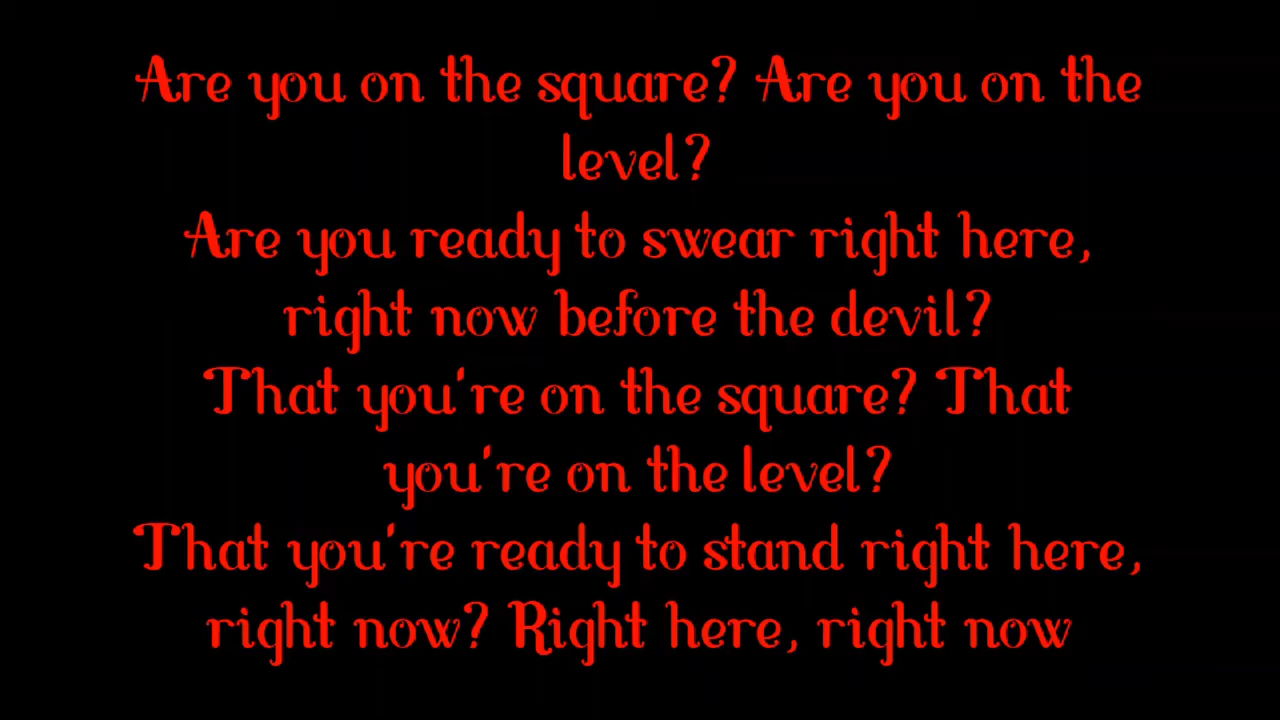 Are you on the square? Are you on the
level?
Are you ready to swear right here,
right now before the devil?
That you're on the square? That
you're on the level?
That you're ready to stand right here,
right now? Right here, right now